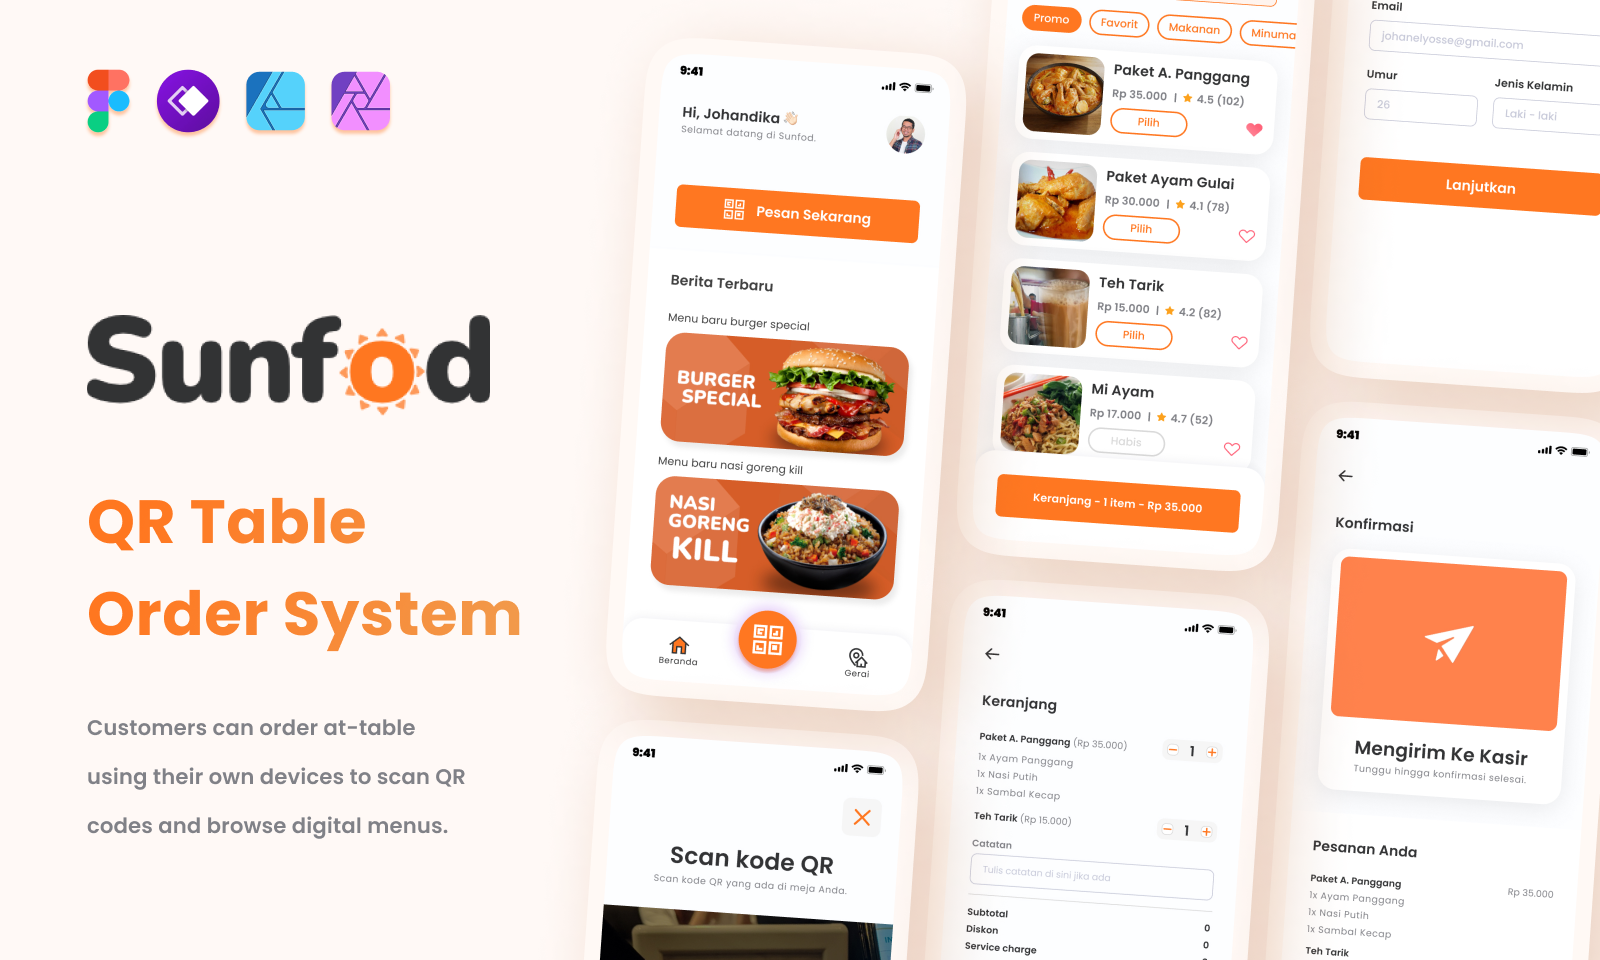 Sunfod
QR Table
Order System
Customers can order at-table
using their own devices to scan QR
codes and browse digital menus.
9:41
Hi, Johandika 👋🏻
Selamat datang di Sunfod.
Pesan Sekarang
Berita Terbaru
Menu baru burger special
BURGER
SPECIAL
Menu baru nasi goreng kill
NASI
GORENG
KILL
Beranda
Gerai
9:41
Scan kode QR
Scan kode QR yang ada di meja Anda.
Promo
Favorit
Makanan
Minuma
Paket A. Panggang
Rp 35.000 | ★ 4.5 (102)
Pilih
Paket Ayam Gulai
Rp 30.000 | ★ 4.1 (78)
Pilih
Teh Tarik
Rp 15.000 | ★ 4.2 (82)
Pilih
Mi Ayam
Rp 17.000 | ★ 4.7 (52)
Habis
Keranjang - 1 item - Rp 35.000
9:41
Keranjang
Paket A. Panggang (Rp 35.000)
1
1x Ayam Panggang
1x Nasi Putih
1x Sambal Kecap
Teh Tarik (Rp 15.000)
1
Catatan
Tulis catatan di sini jika ada
Subtotal 0
Diskon 0
Service charge
Email
johanelyosse@gmail.com
Umur
Jenis Kelamin
26
Laki - laki
Lanjutkan
9:41
Konfirmasi
Mengirim Ke Kasir
Tunggu hingga konfirmasi selesai.
Pesanan Anda
Paket A. Panggang
Rp 35.000
1x Ayam Panggang
1x Nasi Putih
1x Sambal Kecap
Teh Tarik